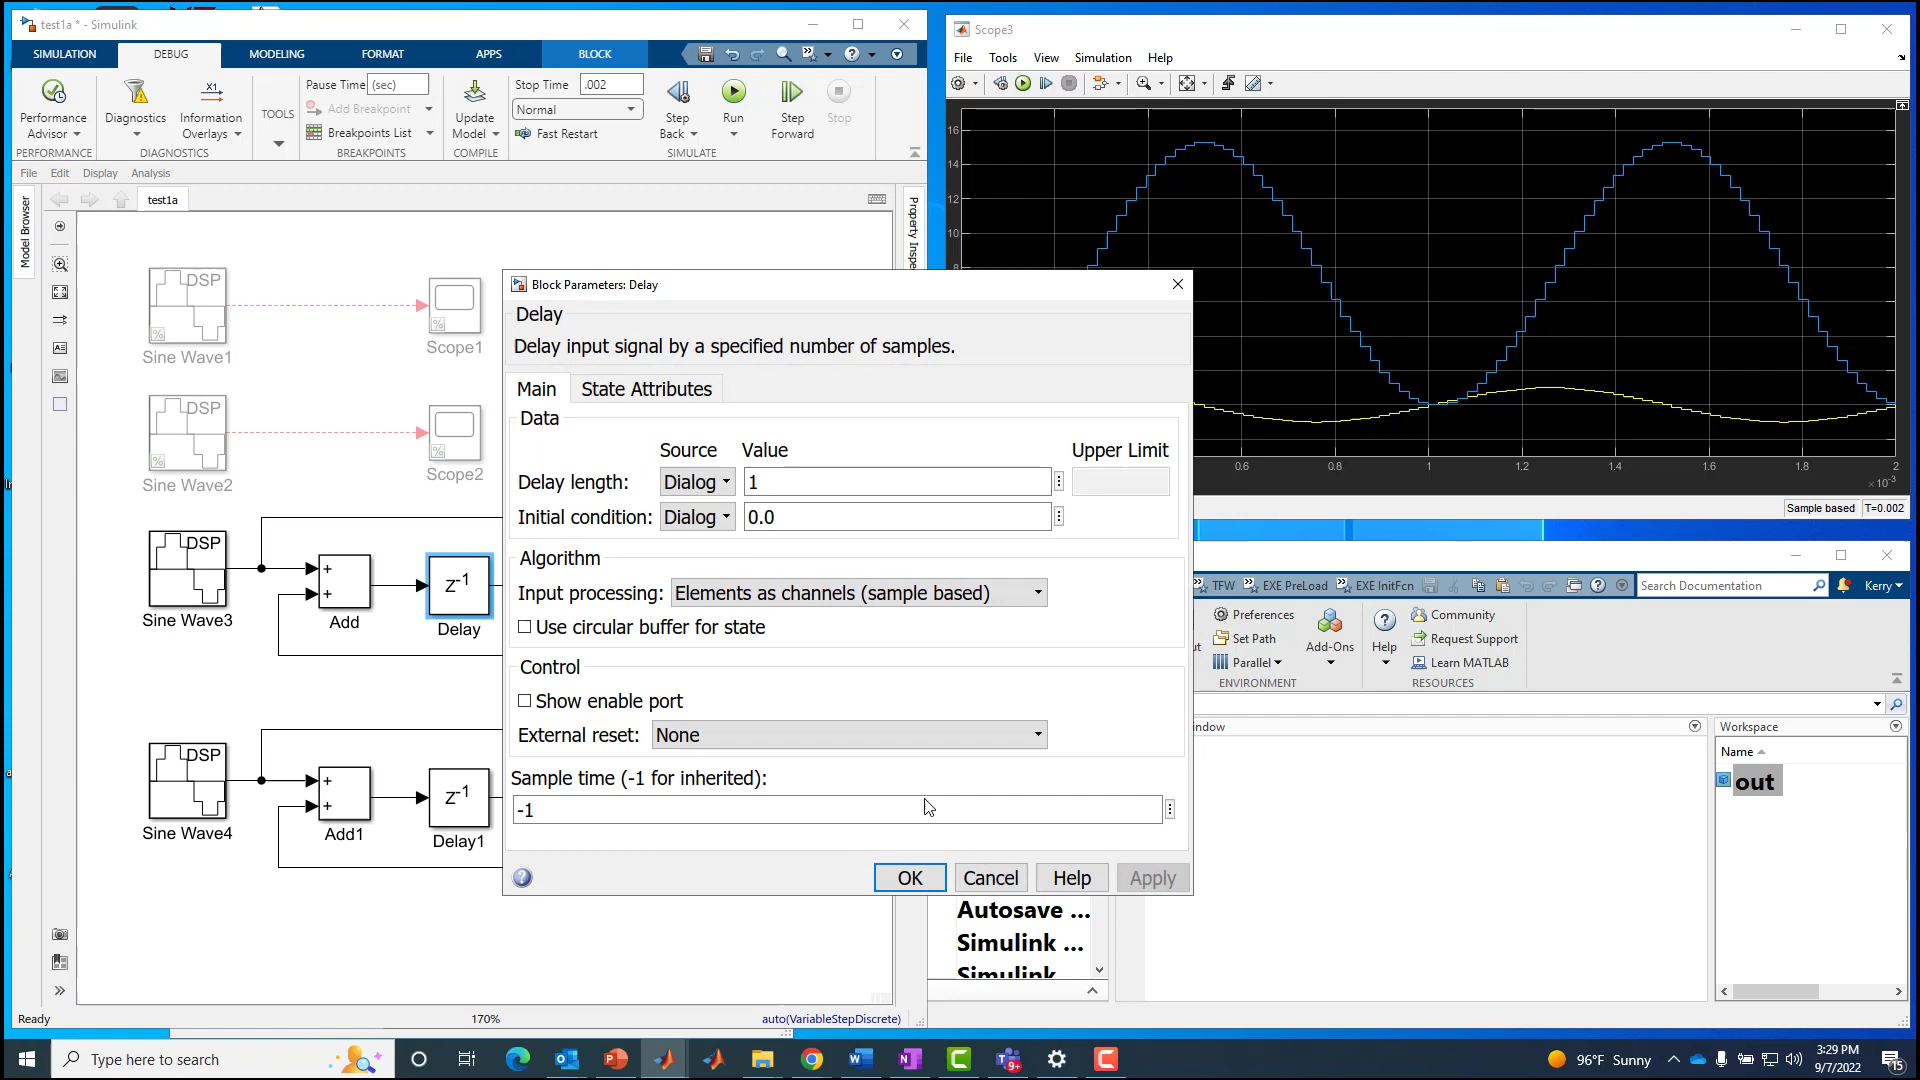 test1a * - Simulink
SIMULATION DEBUG MODELING FORMAT APPS BLOCK
Performance Advisor
PERFORMANCE
Diagnostics
Information Overlays
DIAGNOSTICS
TOOLS
Pause Time (sec)
Add Breakpoint
Breakpoints List
BREAKPOINTS
Update Model
COMPILE
Stop Time .002
Normal
Fast Restart
Step Back
Run
Step Forward
Stop
SIMULATE
File Edit Display Analysis
Model Browser
test1a
Property Inspe
DSP
Sine Wave1
Scope1
DSP
Sine Wave2
Scope2
DSP
Sine Wave3
+
+
Add
Z-1
Delay
DSP
Sine Wave4
+
+
Add1
Z-1
Delay1
Ready
170%
auto(VariableStepDiscrete)
Block Parameters: Delay
Delay
Delay input signal by a specified number of samples.
Main State Attributes
Data
Source Value Upper Limit
Delay length: Dialog 1
Initial condition: Dialog 0.0
Algorithm
Input processing: Elements as channels (sample based)
Use circular buffer for state
Control
Show enable port
External reset: None
Sample time (-1 for inherited):
-1
OK Cancel Help Apply
Scope3
File Tools View Simulation Help
16
14
12
10
8
0.6 0.8 1 1.2 1.4 1.6 1.8 2
×10-3
Sample based T=0.002
TFW EXE PreLoad EXE InitFcn
Search Documentation
Kerry
Preferences
Set Path
Parallel
ENVIRONMENT
Add-Ons
Help
Community
Request Support
Learn MATLAB
RESOURCES
indow
Workspace
Name
out
Autosave ...
Simulink ...
Simulink
Type here to search
9+
96°F Sunny
3:29 PM
9/7/2022
15